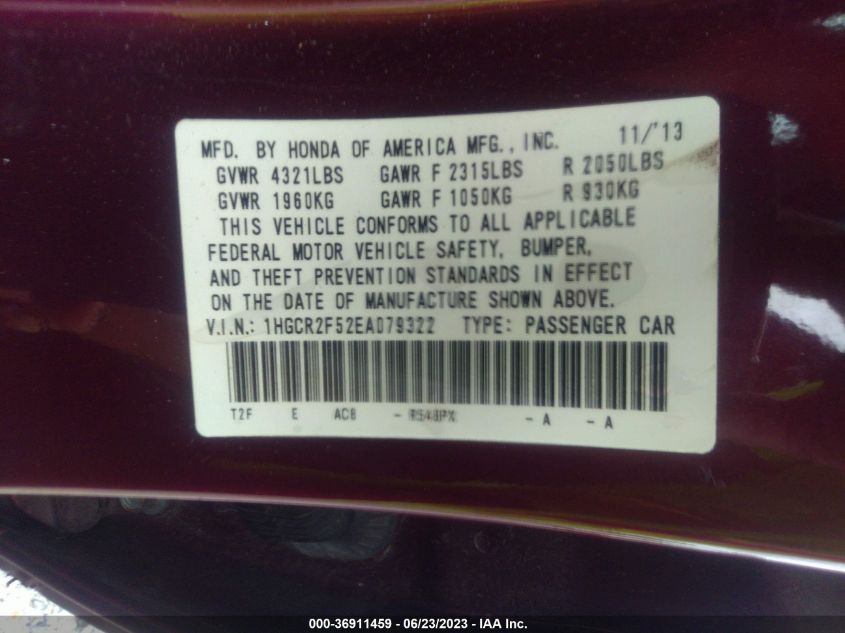 MFD. BY HONDA OF AMERICA MFG., INC. 11/'13
GVWR 4321LBS GAWR F 2315LBS R 2050LBS
GVWR 1960KG GAWR F 1050KG R 930KG
THIS VEHICLE CONFORMS TO ALL APPLICABLE
FEDERAL MOTOR VEHICLE SAFETY, BUMPER,
AND THEFT PREVENTION STANDARDS IN EFFECT
ON THE DATE OF MANUFACTURE SHOWN ABOVE.
V.I.N.: 1HGCR2F52EA079322 TYPE: PASSENGER CAR
T2F E AC8 - - A - A
000-36911459 - 06/23/2023 - IAA Inc.